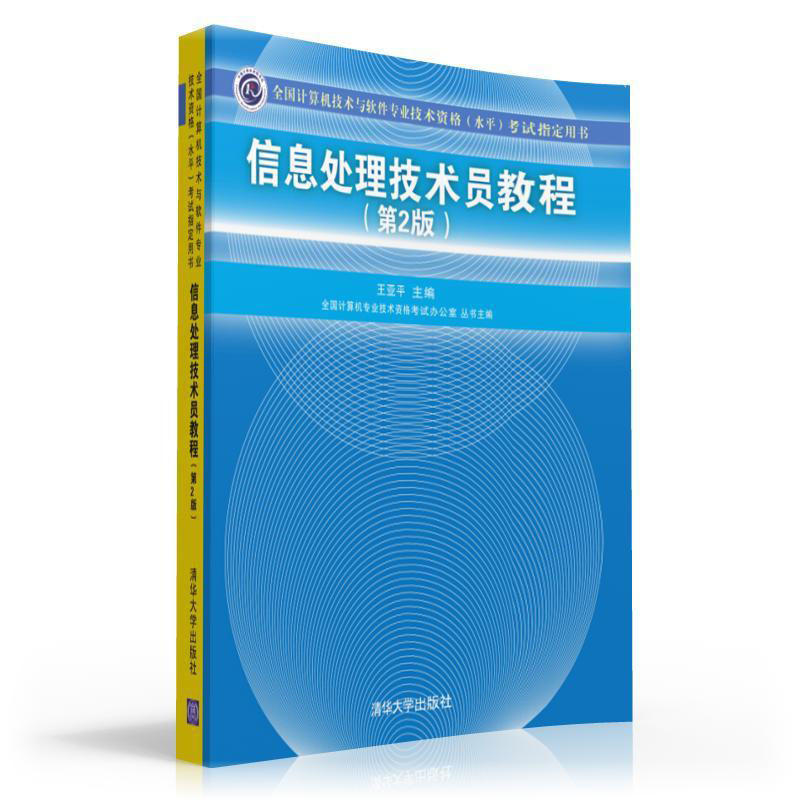 全国计算机技术与软件专业技术资格（水平）考试指定用书
信息处理技术员教程
（第2版）
王亚平 主编
全国计算机专业技术资格考试办公室 丛书主编
清华大学出版社
全国计算机技术与软件专业
技术资格（水平）考试指定用书
信息处理技术员教程（第2版）
清华大学出版社